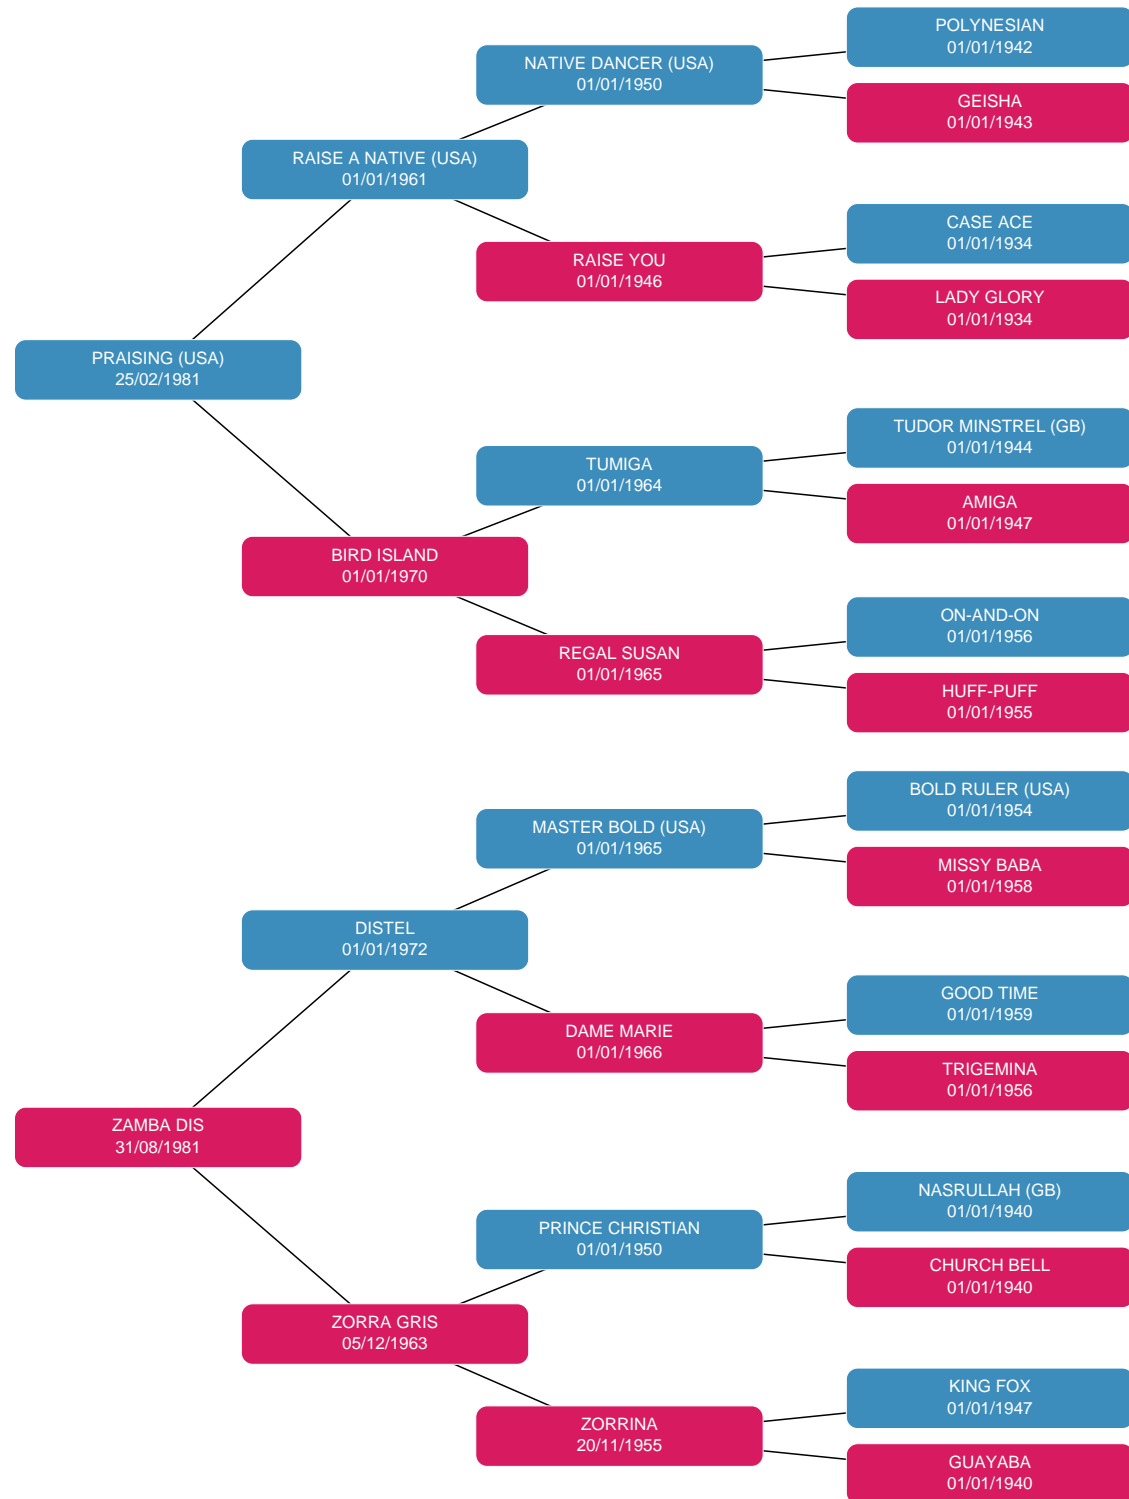 POLYNESIAN
01/01/1942
NATIVE DANCER (USA)
01/01/1950
GEISHA
01/01/1943
RAISE A NATIVE (USA)
01/01/1961
CASE ACE
01/01/1934
RAISE YOU
01/01/1946
LADY GLORY
01/01/1934
PRAISING (USA)
25/02/1981
TUDOR MINSTREL (GB)
01/01/1944
TUMIGA
01/01/1964
AMIGA
01/01/1947
BIRD ISLAND
01/01/1970
ON-AND-ON
01/01/1956
REGAL SUSAN
01/01/1965
HUFF-PUFF
01/01/1955
BOLD RULER (USA)
01/01/1954
MASTER BOLD (USA)
01/01/1965
MISSY BABA
01/01/1958
DISTEL
01/01/1972
GOOD TIME
01/01/1959
DAME MARIE
01/01/1966
TRIGEMINA
01/01/1956
ZAMBA DIS
31/08/1981
NASRULLAH (GB)
01/01/1940
PRINCE CHRISTIAN
01/01/1950
CHURCH BELL
01/01/1940
ZORRA GRIS
05/12/1963
KING FOX
01/01/1947
ZORRINA
20/11/1955
GUAYABA
01/01/1940